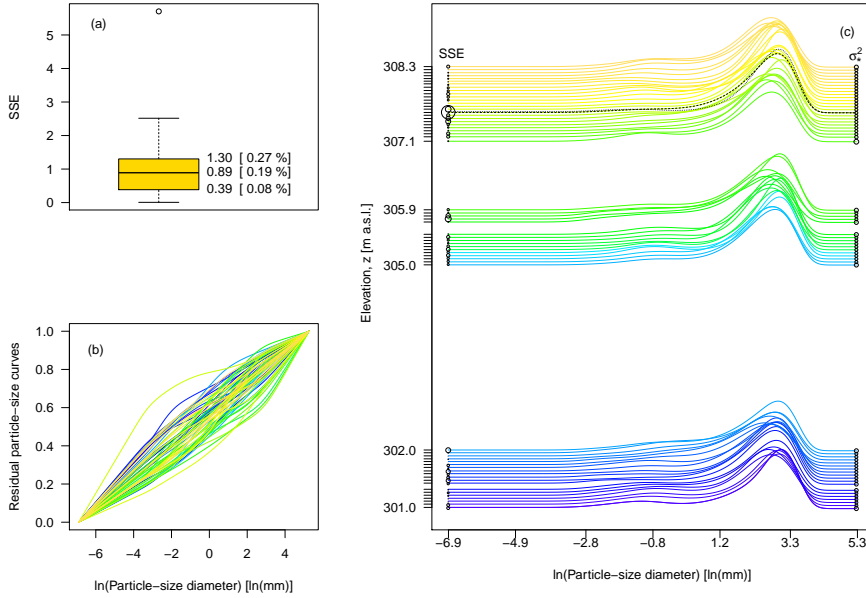 (a)
SSE
5
4
3
2
1
0
1.30 [ 0.27 %]
0.89 [ 0.19 %]
0.39 [ 0.08 %]
(b)
Residual particle−size curves
1.0
0.8
0.6
0.4
0.2
0.0
−6 −4 −2 0 2 4
ln(Particle−size diameter) [ln(mm)]
(c)
SSE
σ²*
Elevation, z [m a.s.l.]
308.3
307.1
305.9
305.0
302.0
301.0
−6.9 −4.9 −2.8 −0.8 1.2 3.3 5.3
ln(Particle−size diameter) [ln(mm)]